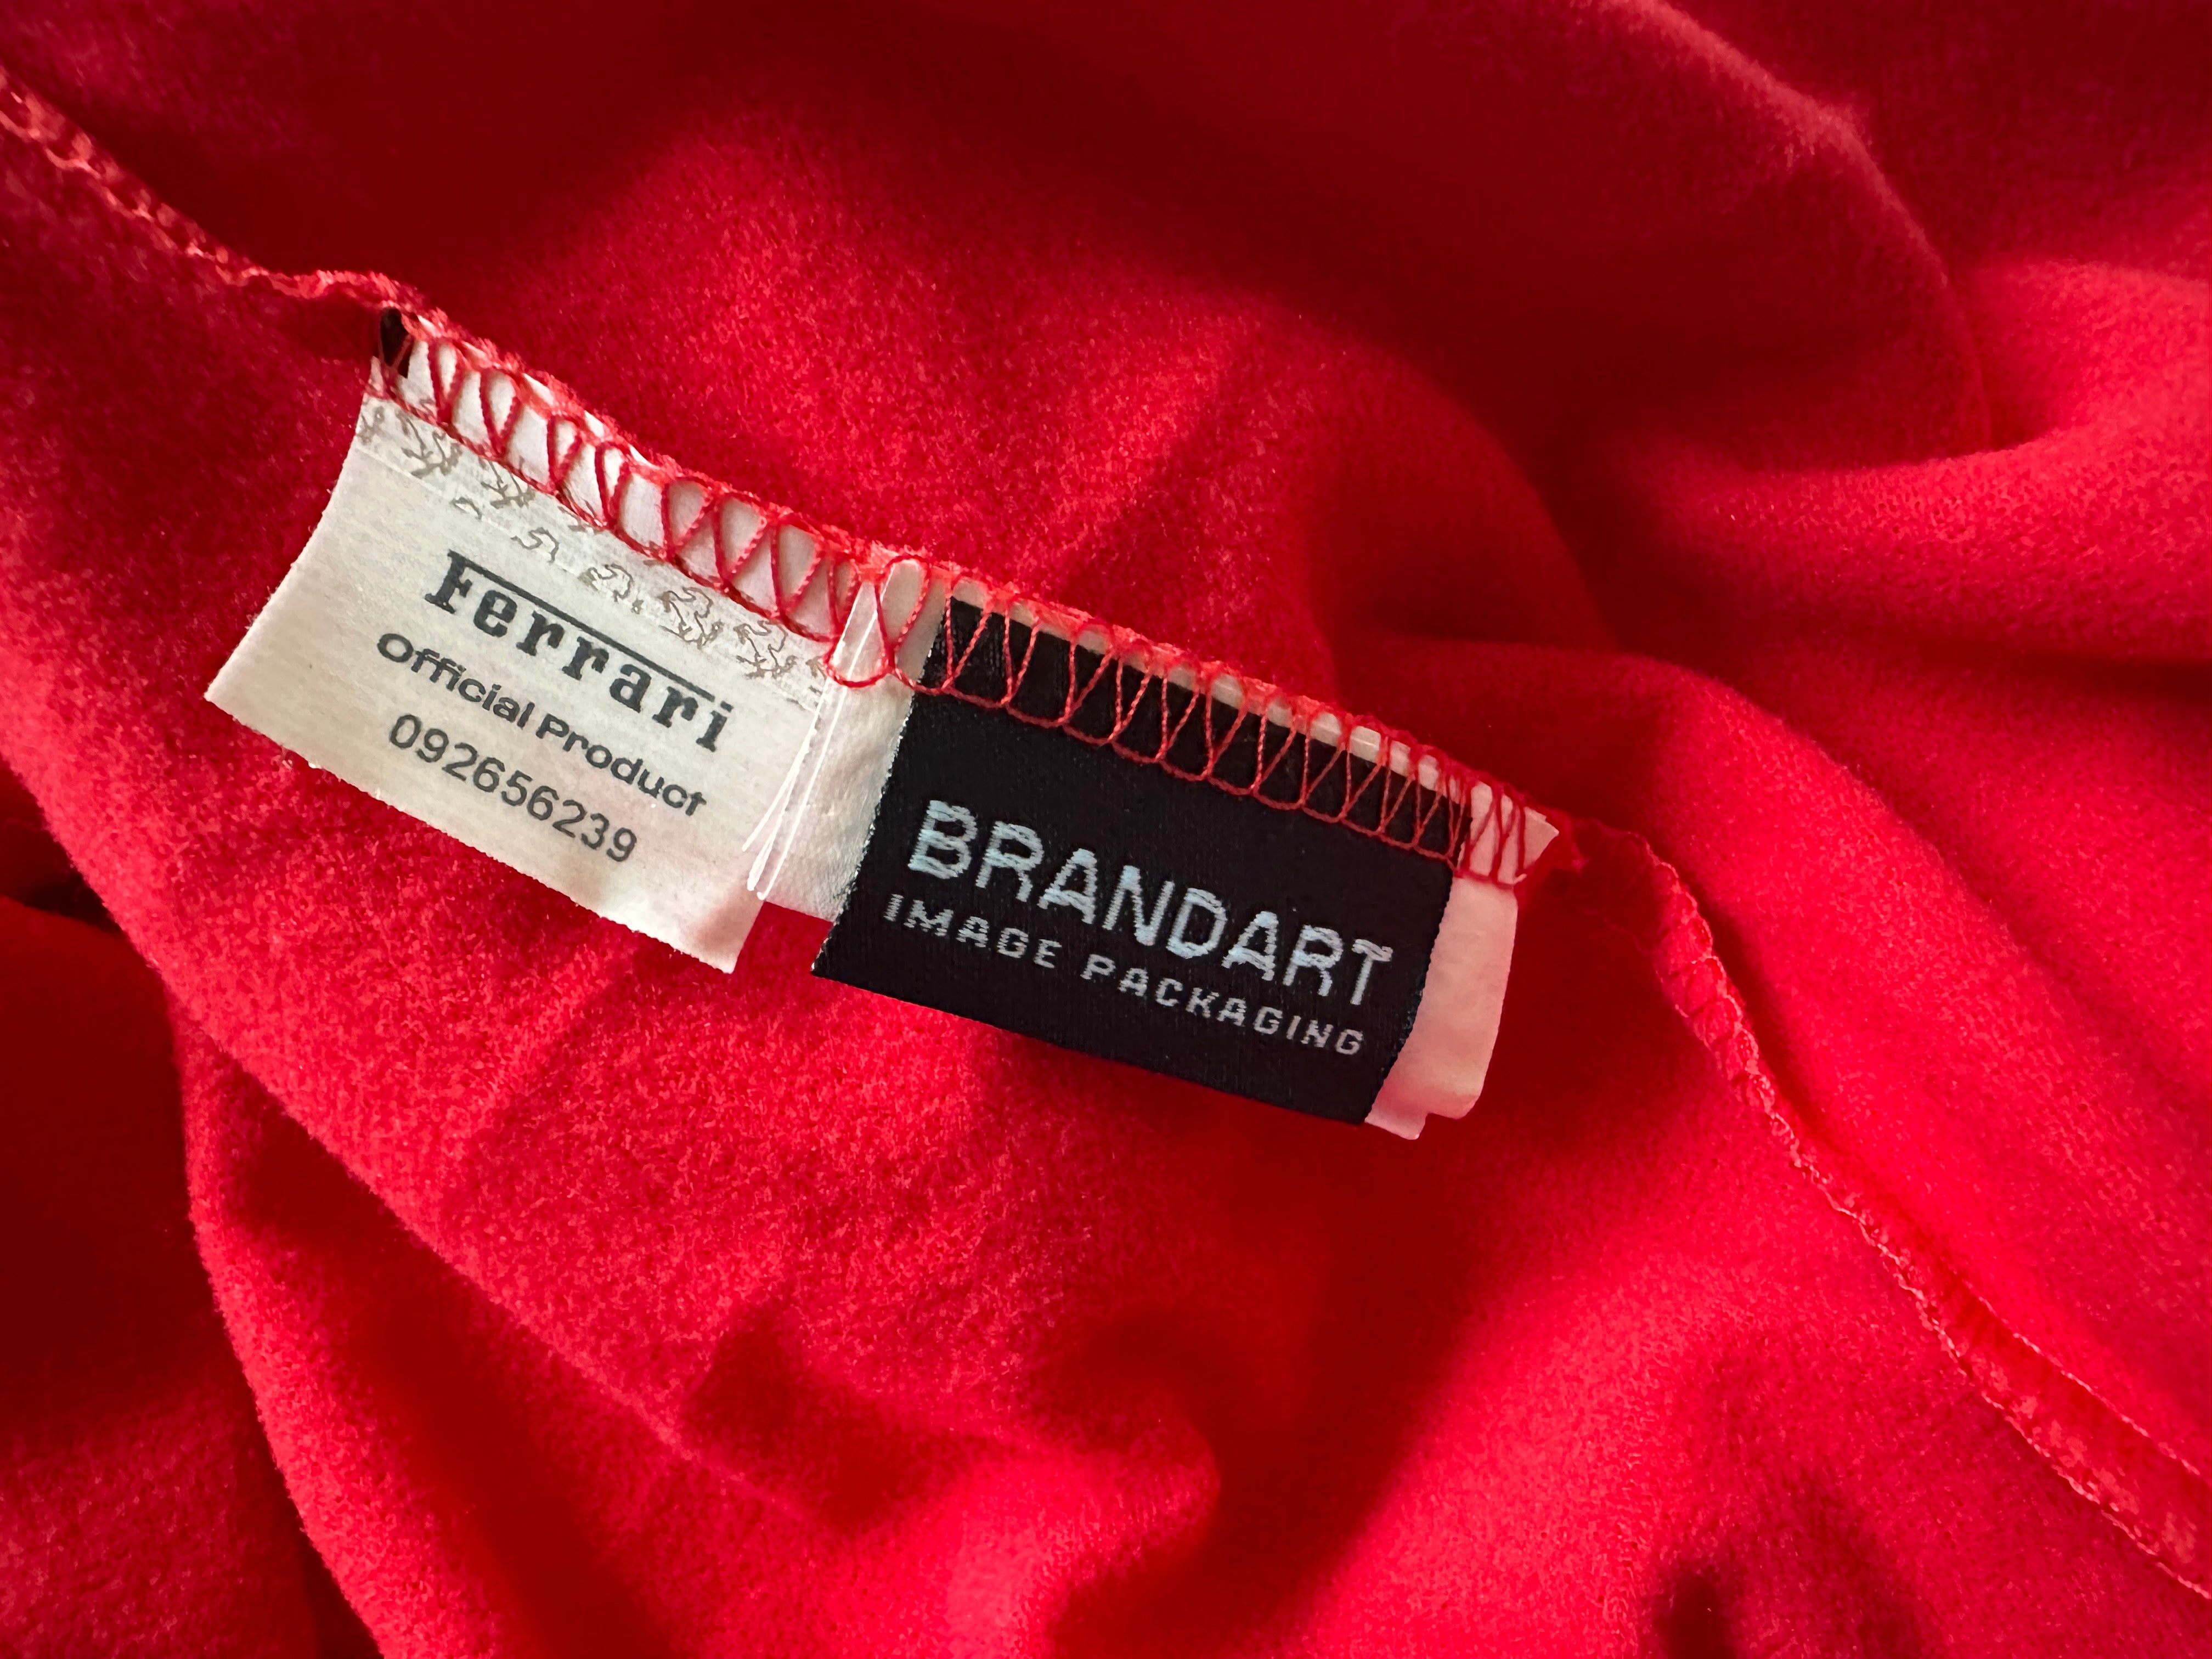 Ferrari
Official Product
092656239
BRANDART
IMAGE PACKAGING